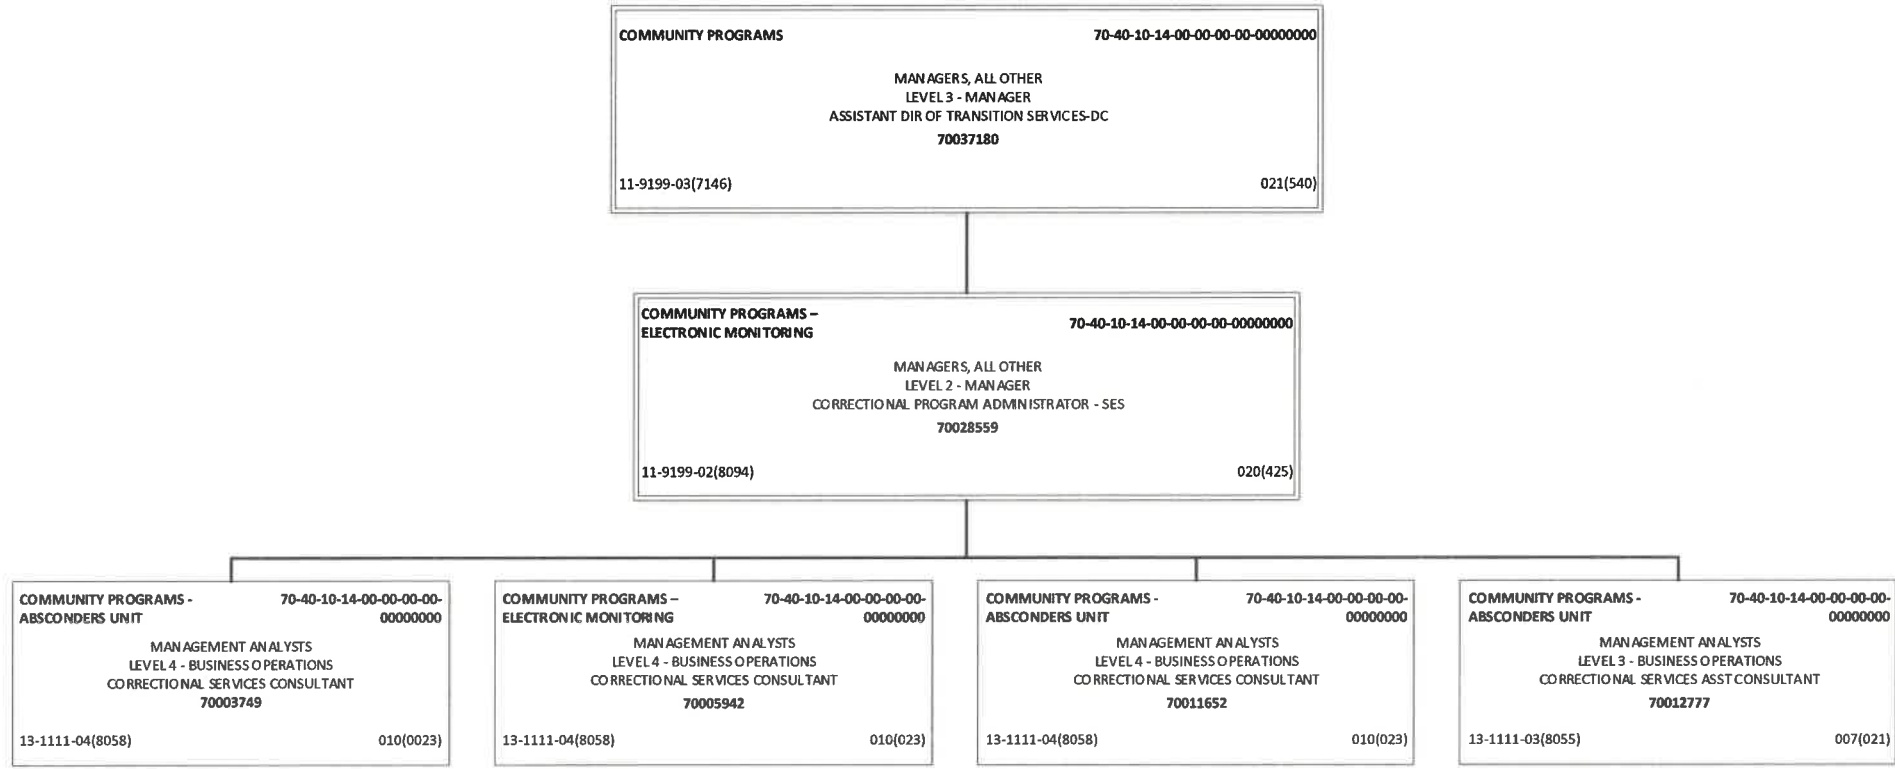 COMMUNITY PROGRAMS 70-40-10-14-00-00-00-00-00000000
MANAGERS, ALL OTHER
LEVEL 3 - MANAGER
ASSISTANT DIR OF TRANSITION SERVICES-DC
70037180
11-9199-03(7146) 021(540)
COMMUNITY PROGRAMS –
ELECTRONIC MONITORING
70-40-10-14-00-00-00-00-00000000
MANAGERS, ALL OTHER
LEVEL 2 - MANAGER
CORRECTIONAL PROGRAM ADMINISTRATOR - SES
70028559
11-9199-02(8094) 020(425)
COMMUNITY PROGRAMS - 70-40-10-14-00-00-00-00-
ABSCONDERS UNIT 00000000
MANAGEMENT ANALYSTS
LEVEL 4 - BUSINESS OPERATIONS
CORRECTIONAL SERVICES CONSULTANT
70003749
13-1111-04(8058) 010(0023)
COMMUNITY PROGRAMS – 70-40-10-14-00-00-00-00-
ELECTRONIC MONITORING 00000000
MANAGEMENT ANALYSTS
LEVEL 4 - BUSINESS OPERATIONS
CORRECTIONAL SERVICES CONSULTANT
70005942
13-1111-04(8058) 010(023)
COMMUNITY PROGRAMS - 70-40-10-14-00-00-00-00-
ABSCONDERS UNIT 00000000
MANAGEMENT ANALYSTS
LEVEL 4 - BUSINESS OPERATIONS
CORRECTIONAL SERVICES CONSULTANT
70011652
13-1111-04(8058) 010(023)
COMMUNITY PROGRAMS - 70-40-10-14-00-00-00-00-
ABSCONDERS UNIT 00000000
MANAGEMENT ANALYSTS
LEVEL 3 - BUSINESS OPERATIONS
CORRECTIONAL SERVICES ASST CONSULTANT
70012777
13-1111-03(8055) 007(021)